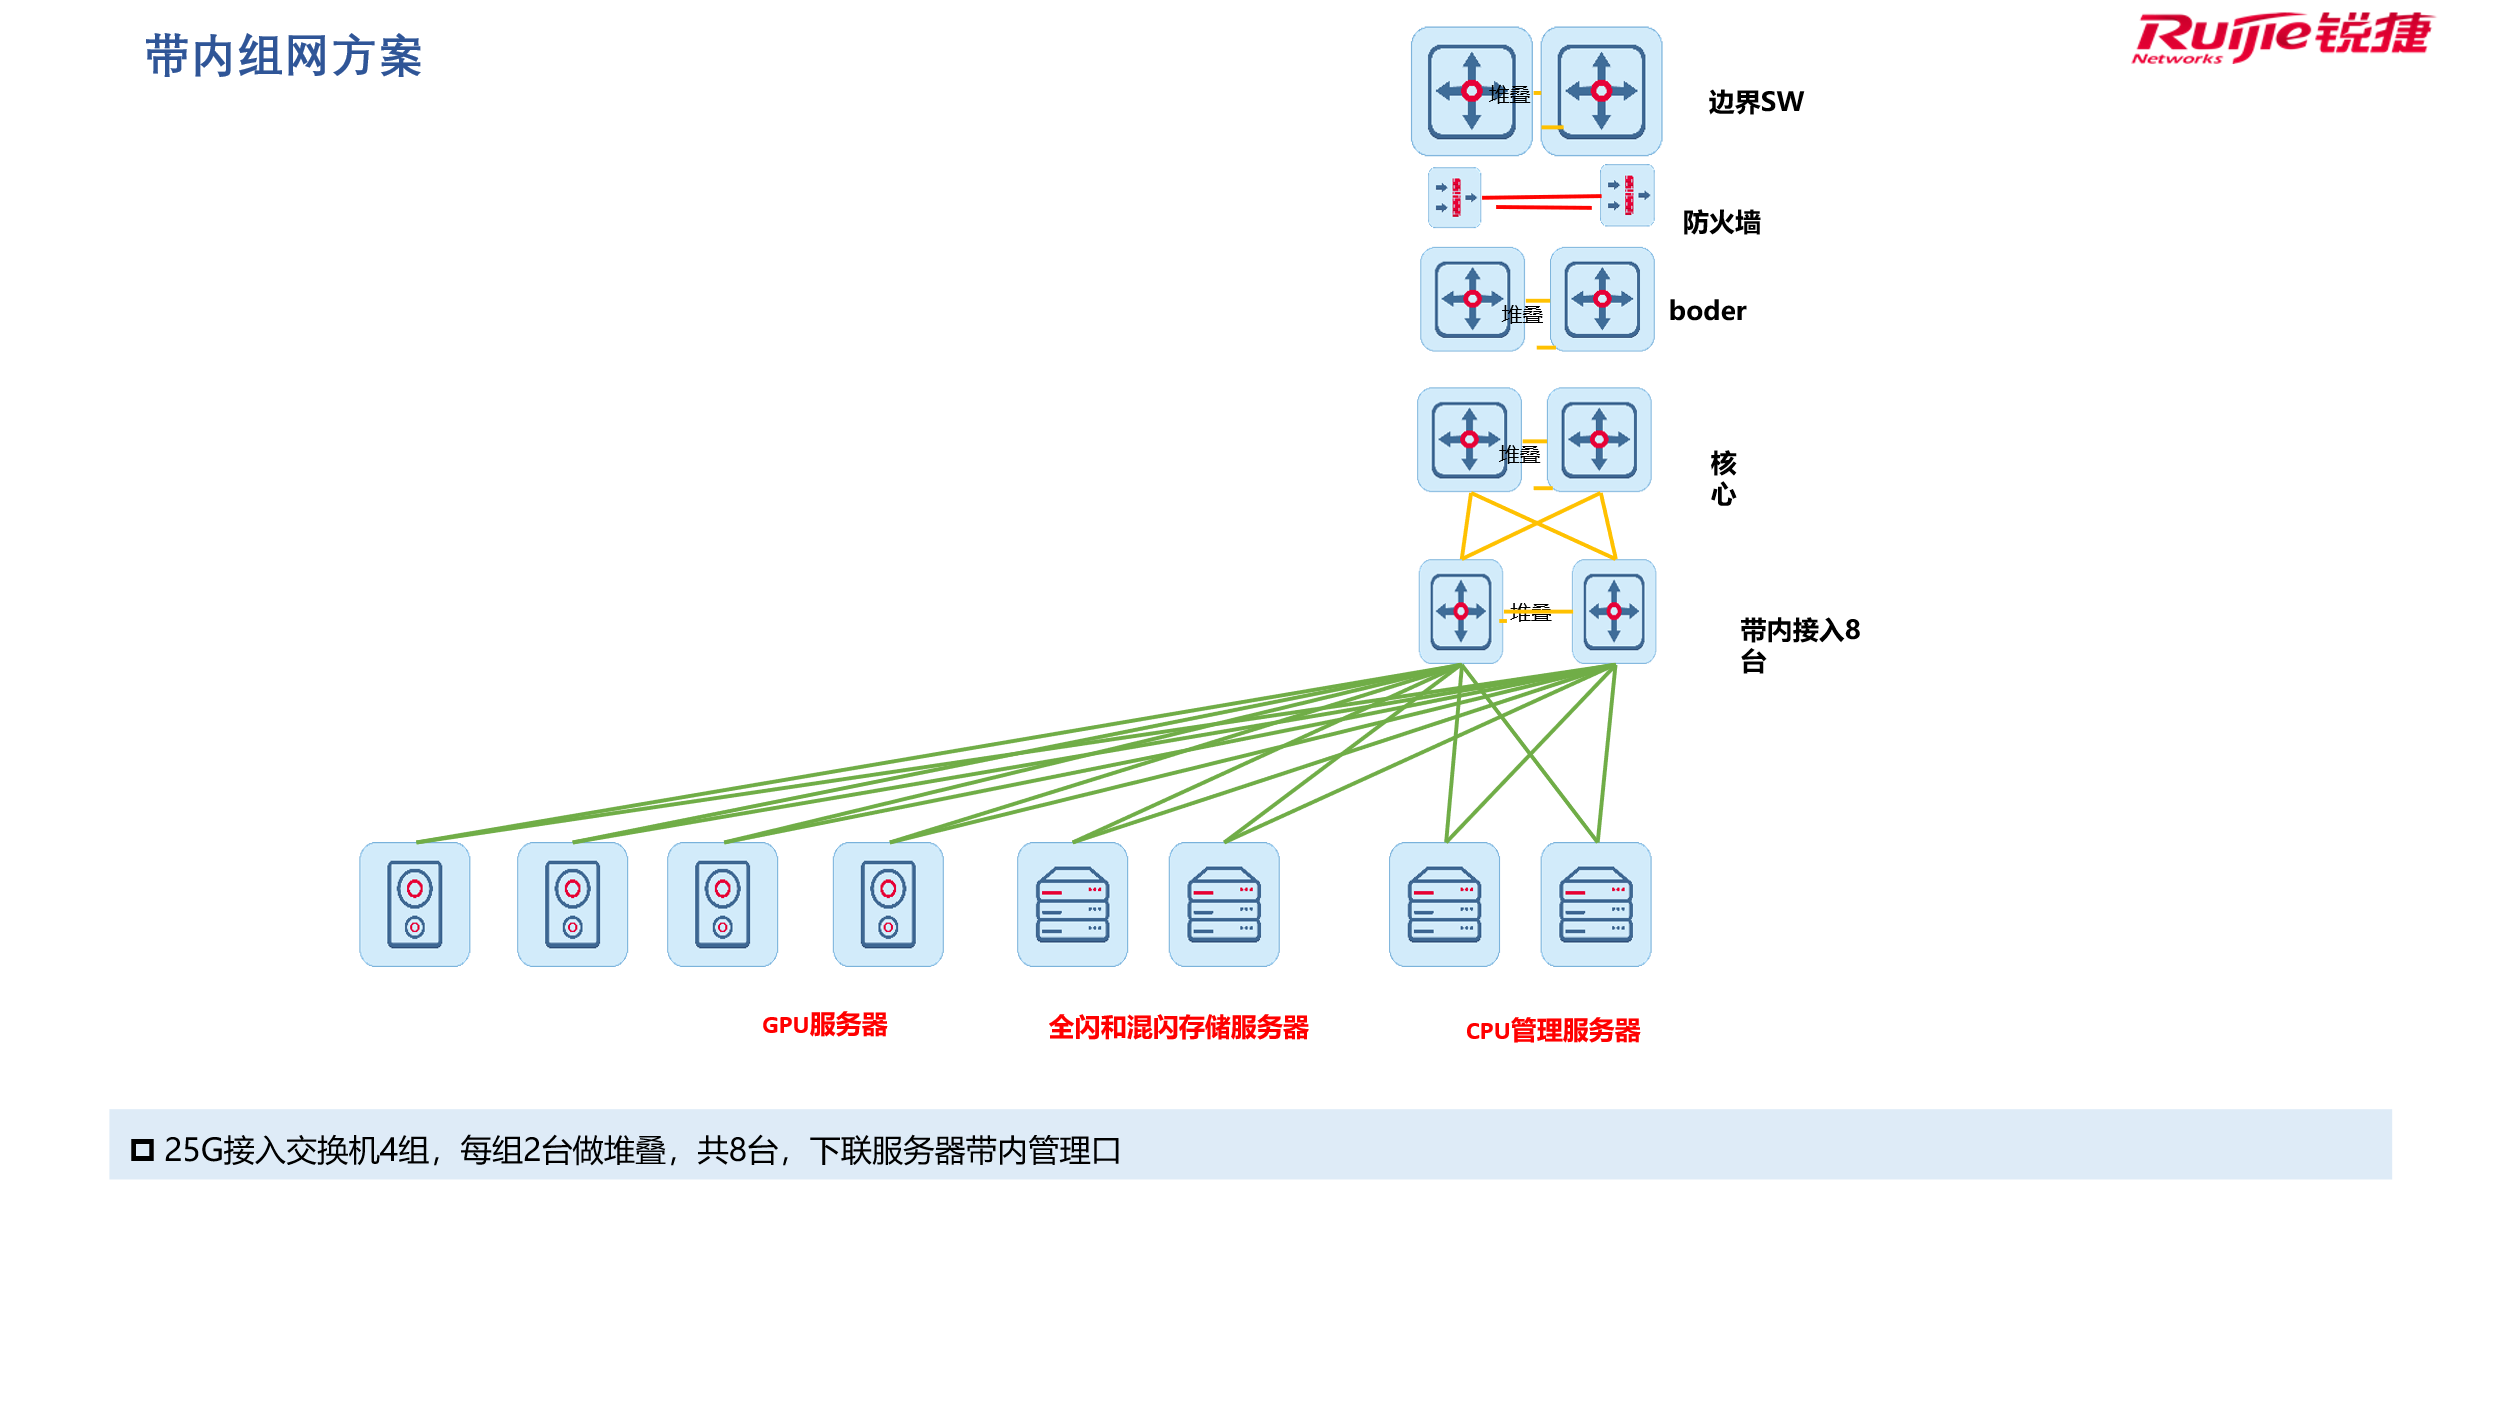 带内组网方案
Ruijie锐捷
Networks
堆叠
边界SW
防火墙
堆叠
boder
堆叠
核
心
堆叠
带内接入8
台
GPU服务器
全闪和混闪存储服务器
CPU管理服务器
25G接入交换机4组，每组2台做堆叠，共8台，下联服务器带内管理口